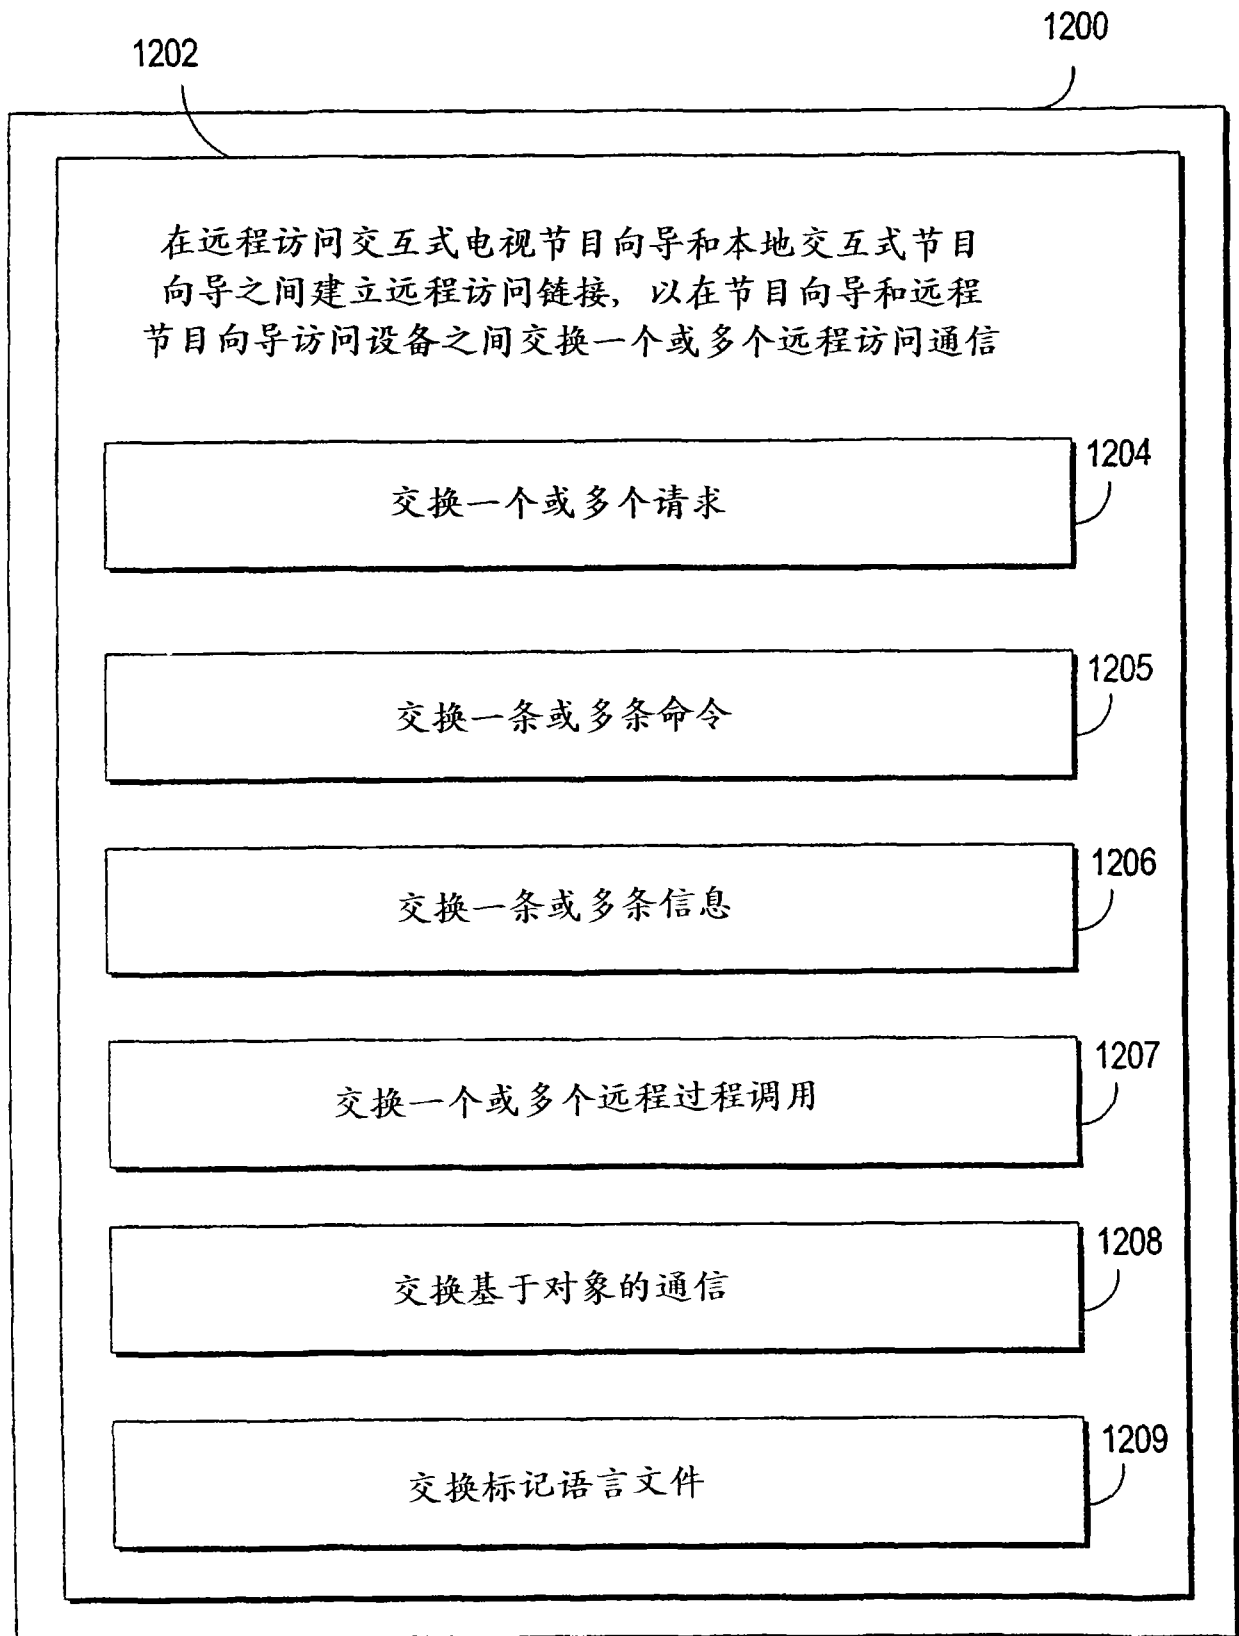 1200
1202
在远程访问交互式电视节目向导和本地交互式节目
向导之间建立远程访问链接, 以在节目向导和远程
节目向导访问设备之间交换一个或多个远程访问通信
1204
交换一个或多个请求
1205
交换一条或多条命令
1206
交换一条或多条信息
1207
交换一个或多个远程过程调用
1208
交换基于对象的通信
1209
交换标记语言文件